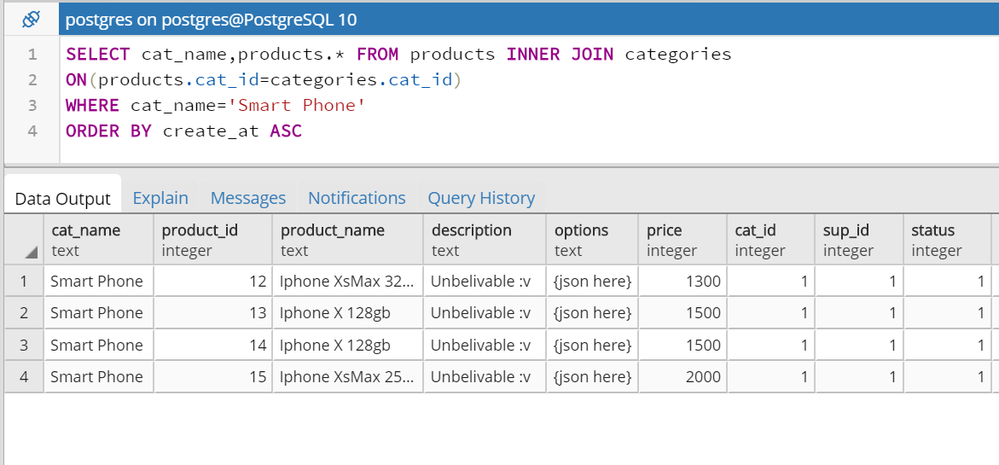 postgres on postgres@PostgreSQL 10
1 SELECT cat_name,products.* FROM products INNER JOIN categories
2 ON(products.cat_id=categories.cat_id)
3 WHERE cat_name='Smart Phone'
4 ORDER BY create_at ASC
Data Output Explain Messages Notifications Query History
cat_name product_id product_name description options price cat_id sup_id status
text integer text text text integer integer integer integer
1 Smart Phone 12 Iphone XsMax 32... Unbelivable :v {json here} 1300 1 1 1
2 Smart Phone 13 Iphone X 128gb Unbelivable :v {json here} 1500 1 1 1
3 Smart Phone 14 Iphone X 128gb Unbelivable :v {json here} 1500 1 1 1
4 Smart Phone 15 Iphone XsMax 25... Unbelivable :v {json here} 2000 1 1 1